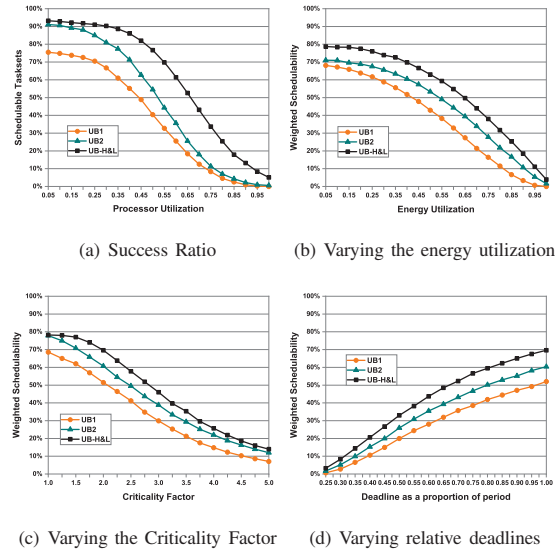 100%
90%
80%
70%
60%
50%
40%
30%
20%
10%
0%
Schedulable Tasksets
UB1
UB2
UB-H&L
0.05 0.15 0.25 0.35 0.45 0.55 0.65 0.75 0.85 0.95
Processor Utilization
(a) Success Ratio
100%
90%
80%
70%
60%
50%
40%
30%
20%
10%
0%
Weighted Schedulability
UB1
UB2
UB-H&L
0.05 0.15 0.25 0.35 0.45 0.55 0.65 0.75 0.85 0.95
Energy Utilization
(b) Varying the energy utilization
100%
90%
80%
70%
60%
50%
40%
30%
20%
10%
0%
Weighted Schedulability
UB1
UB2
UB-H&L
1.0 1.5 2.0 2.5 3.0 3.5 4.0 4.5 5.0
Criticality Factor
(c) Varying the Criticality Factor
100%
90%
80%
70%
60%
50%
40%
30%
20%
10%
0%
Weighted Schedulability
UB1
UB2
UB-H&L
0.25 0.30 0.35 0.40 0.45 0.50 0.55 0.60 0.65 0.70 0.75 0.80 0.85 0.90 0.95 1.00
Deadline as a proportion of period
(d) Varying relative deadlines